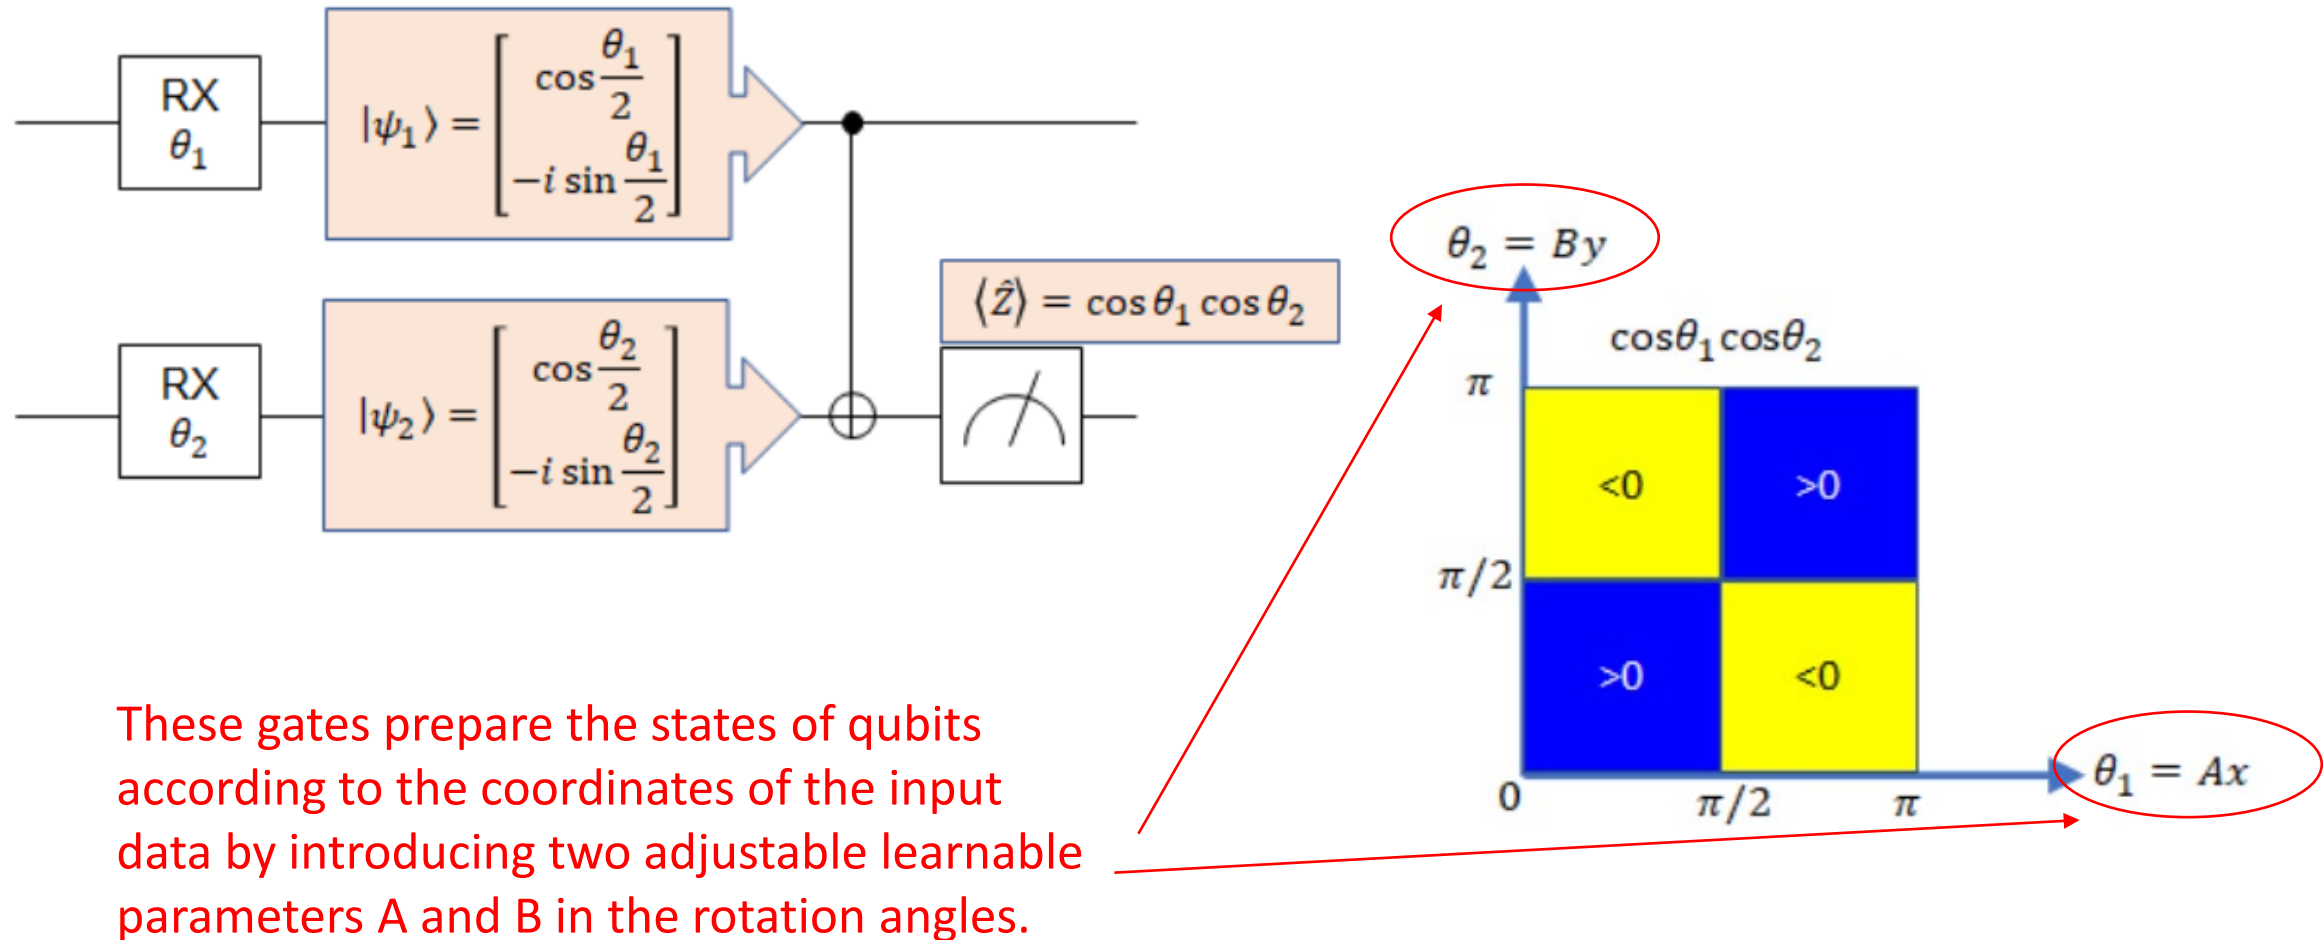 RX
θ₁
|ψ₁⟩ = [cos θ₁/2
−i sin θ₁/2]
RX
θ₂
|ψ₂⟩ = [cos θ₂/2
−i sin θ₂/2]
⟨Ẑ⟩ = cos θ₁ cos θ₂
θ₂ = By
cosθ₁cosθ₂
π
<0
>0
π/2
>0
<0
0
π/2
π
θ₁ = Ax
These gates prepare the states of qubits
according to the coordinates of the input
data by introducing two adjustable learnable
parameters A and B in the rotation angles.